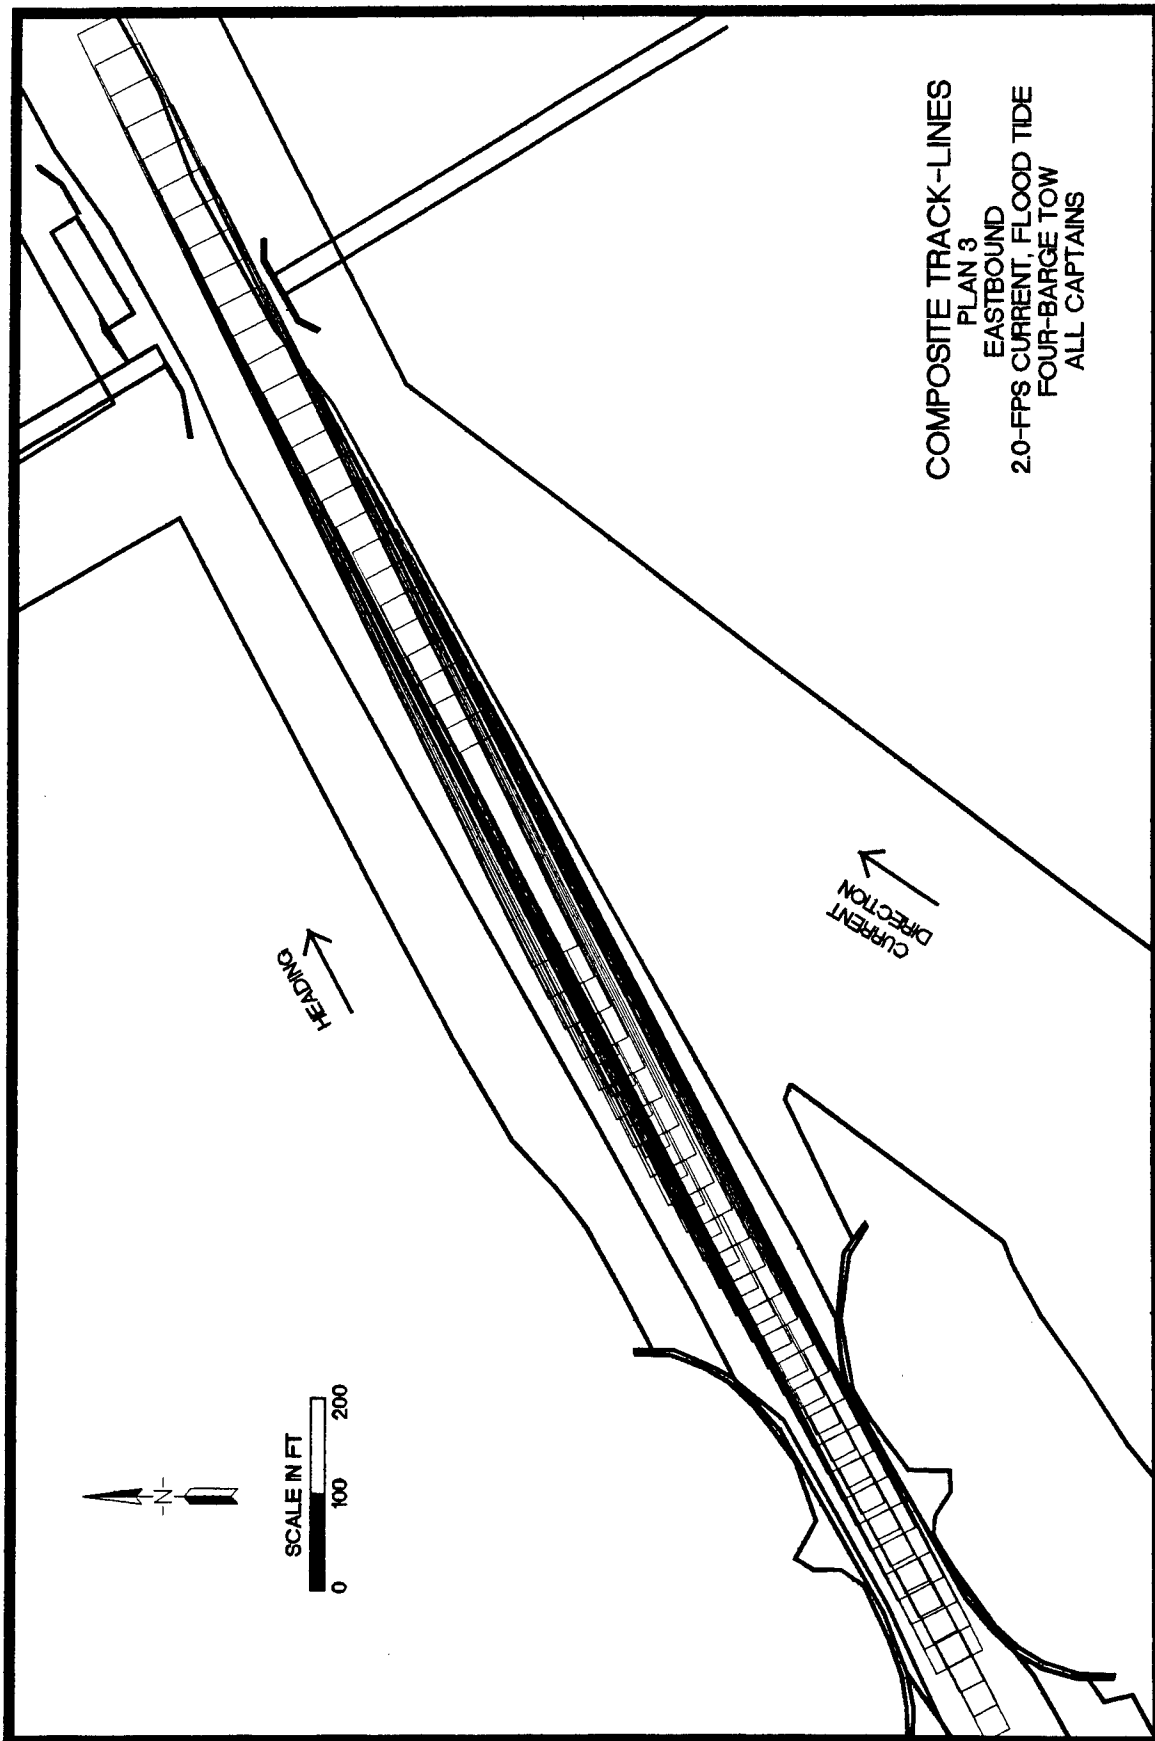 COMPOSITE TRACK-LINES
PLAN 3
EASTBOUND
2.0-FPS CURRENT, FLOOD TIDE
FOUR-BARGE TOW
ALL CAPTAINS
HEADING
CURRENT
DIRECTION
-N-
SCALE IN FT
0 100 200